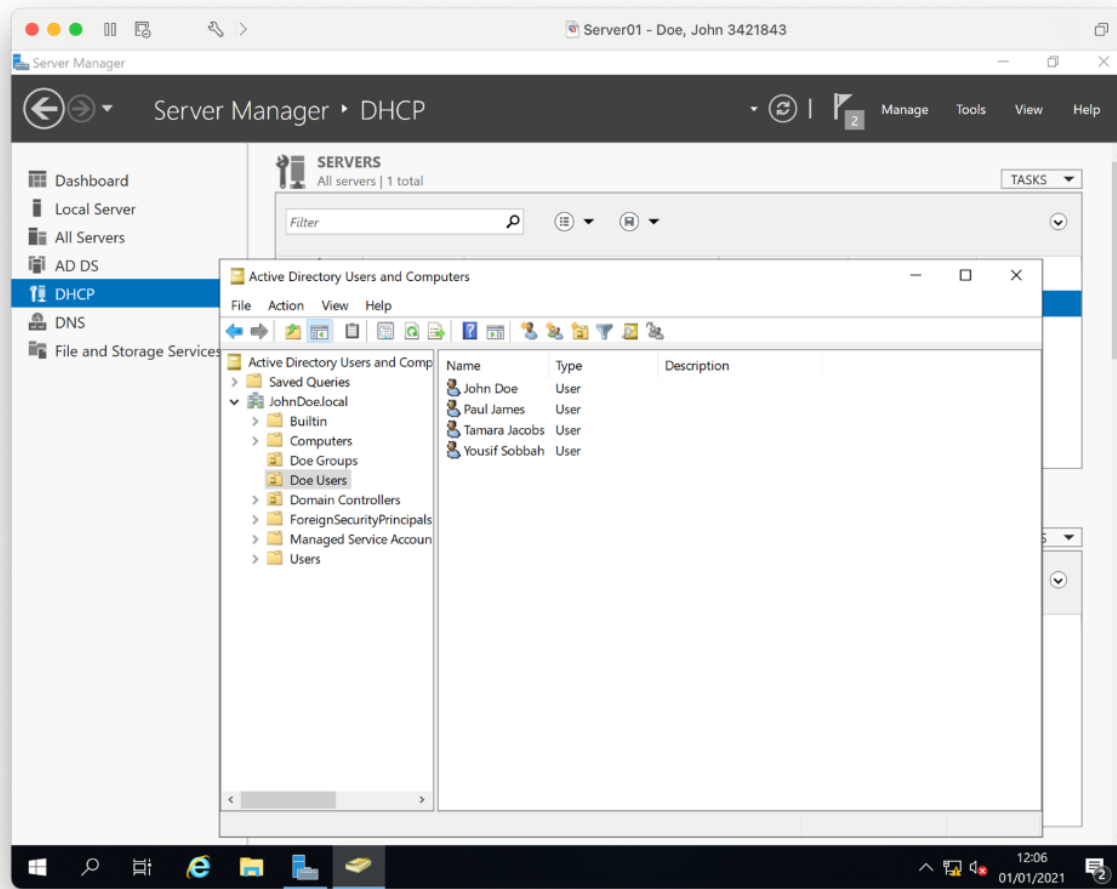 Server01 - Doe, John 3421843
Server Manager
Server Manager ‣ DHCP
2
Manage Tools View Help
Dashboard
Local Server
All Servers
AD DS
DHCP
DNS
File and Storage Services
SERVERS
All servers | 1 total
TASKS
Filter
Active Directory Users and Computers
File Action View Help
Active Directory Users and Comp
Saved Queries
JohnDoe.local
Builtin
Computers
Doe Groups
Doe Users
Domain Controllers
ForeignSecurityPrincipals
Managed Service Accoun
Users
Name Type Description
John Doe User
Paul James User
Tamara Jacobs User
Yousif Sobbah User
S
12:06
01/01/2021
2